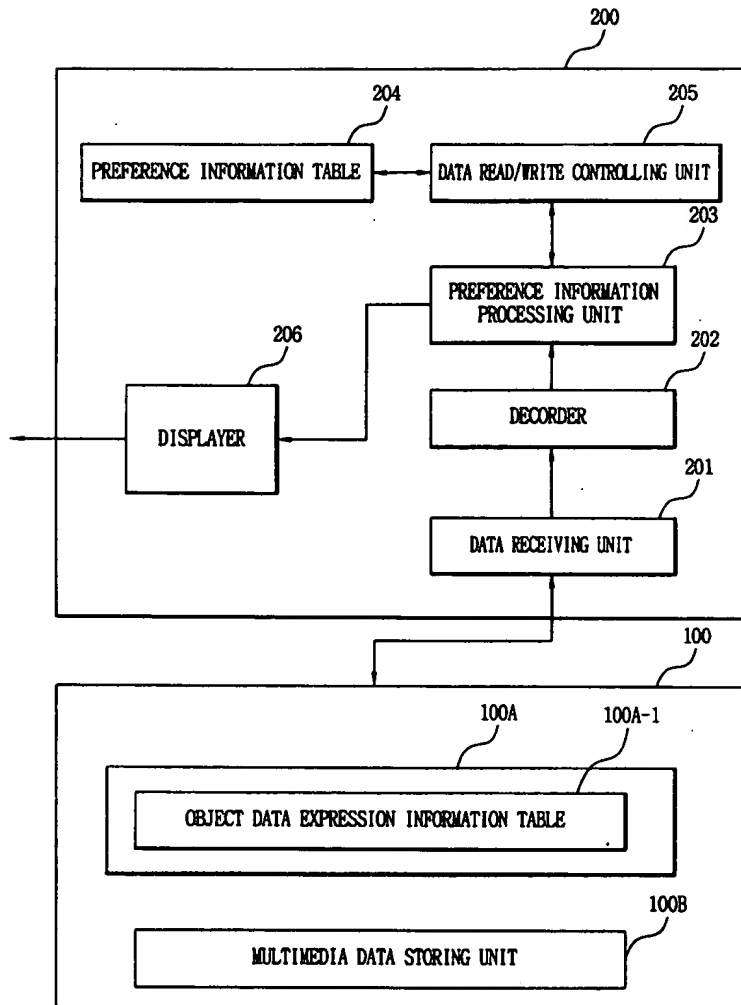 200
204
205
PREFERENCE INFORMATION TABLE
DATA READ/WRITE CONTROLLING UNIT
203
PREFERENCE INFORMATION
PROCESSING UNIT
206
202
DISPLAYER
DECORDER
201
DATA RECEIVING UNIT
100
100A
100A-1
OBJECT DATA EXPRESSION INFORMATION TABLE
100B
MULTIMEDIA DATA STORING UNIT